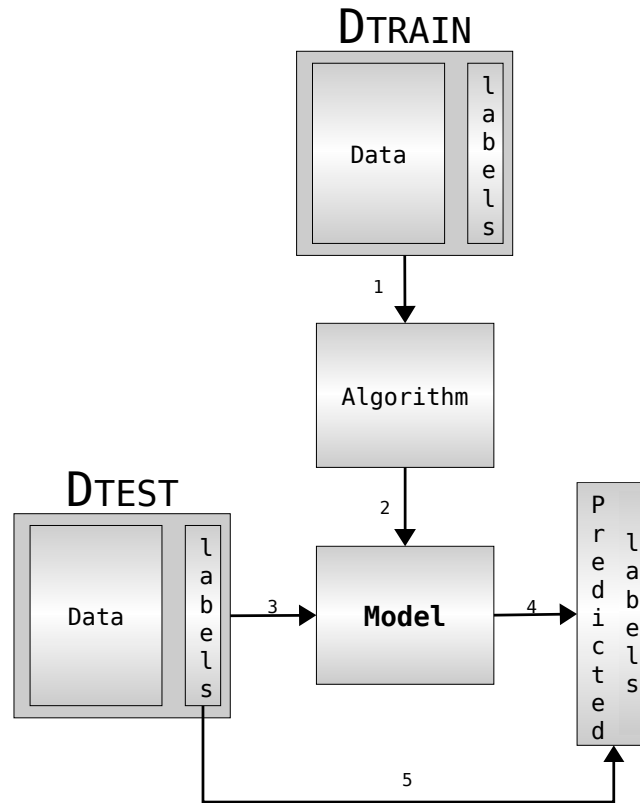 DTRAIN
Data
labels
1
Algorithm
2
DTEST
Data
labels
3
Model
4
Predicted
labels
5